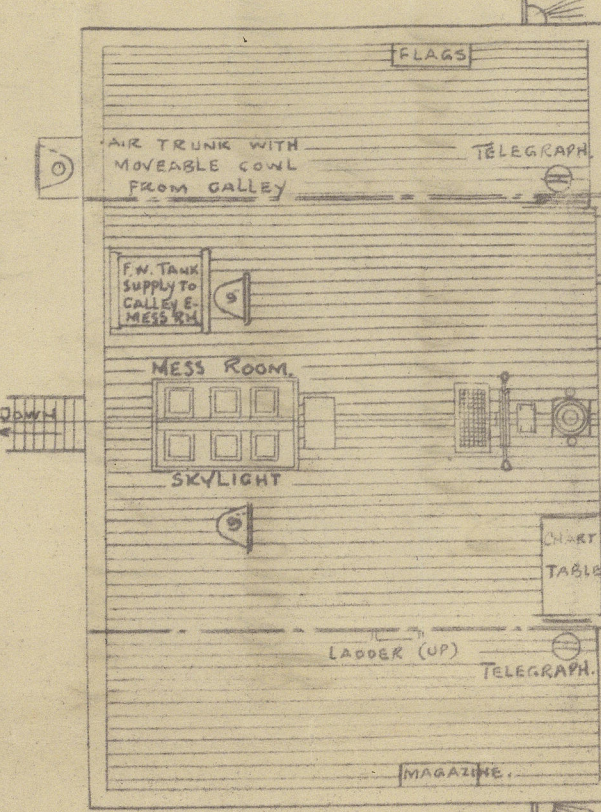 FLAGS
AIR TRUNK WITH
MOVEABLE COWL
FROM GALLEY
TELEGRAPH.
F.W. TANK
SUPPLY TO
GALLEY &
MESS RM
MESS ROOM.
SKYLIGHT
DOWN
CHART
TABLE
LADDER (UP)
TELEGRAPH.
MAGAZINE.